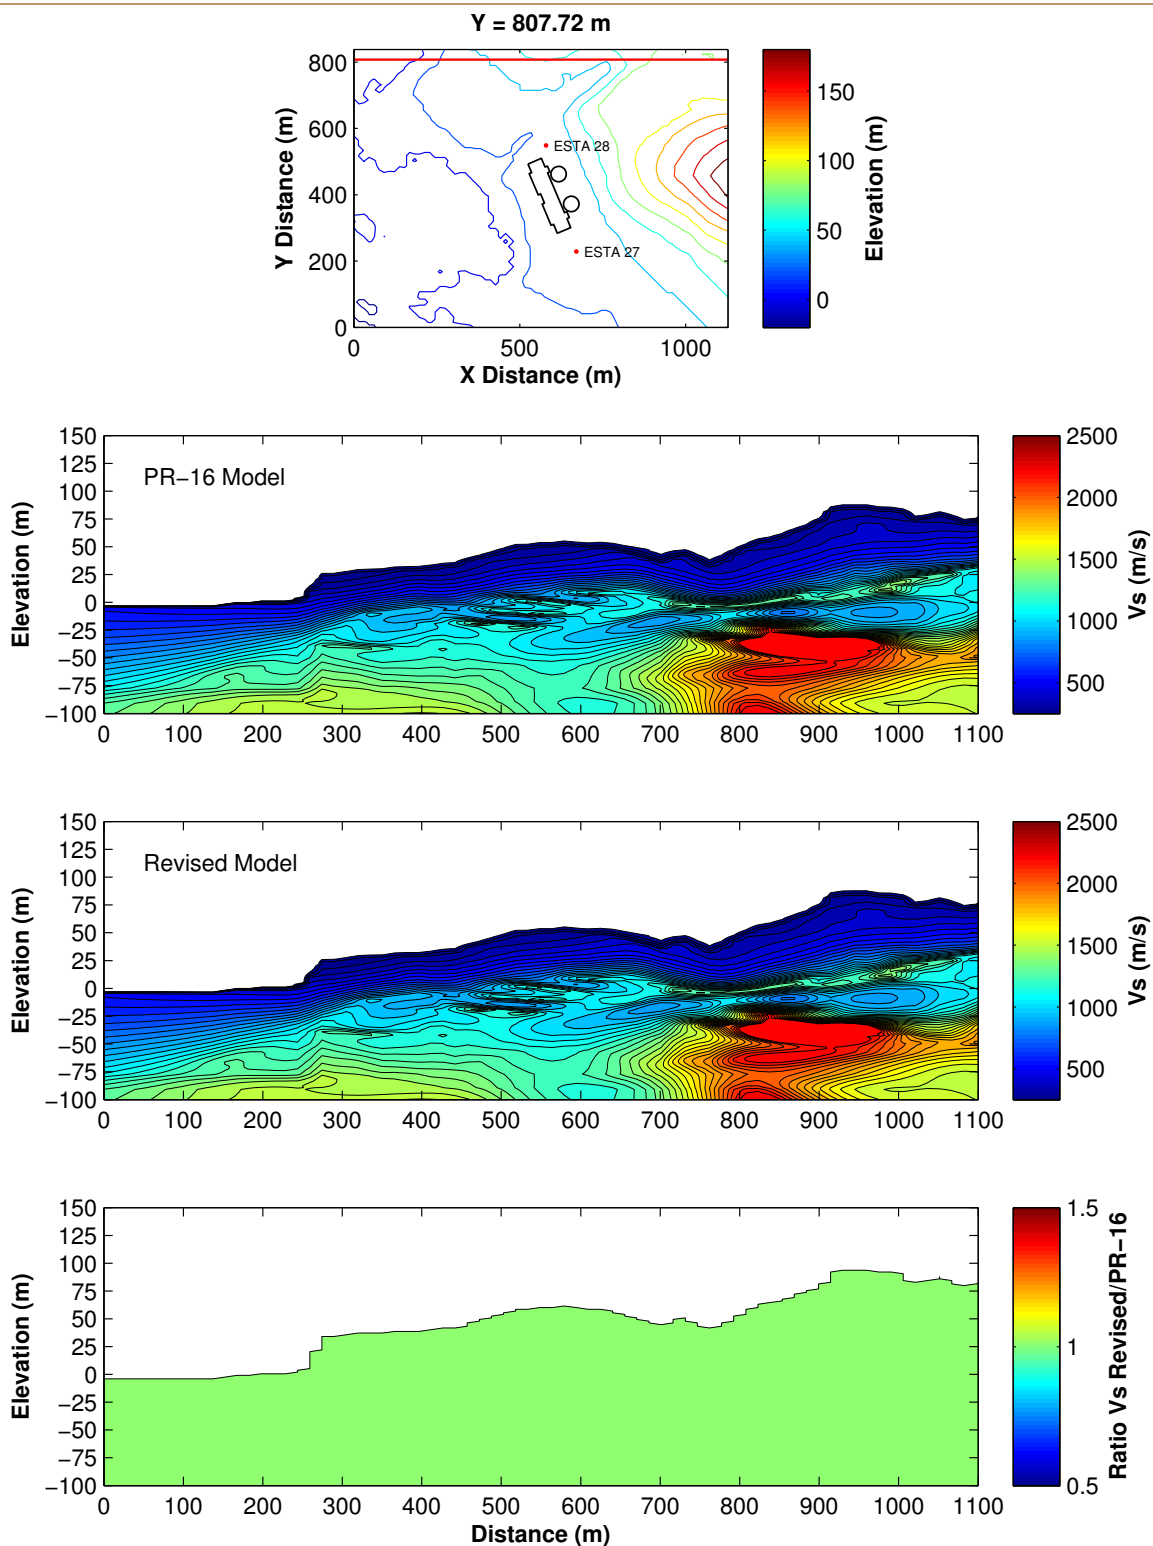 Y = 807.72 m
800
600
400
200
0
Y Distance (m)
ESTA 28
ESTA 27
0 500 1000
X Distance (m)
150
100
50
0
Elevation (m)
150
125
100
75
50
25
0
−25
−50
−75
−100
Elevation (m)
PR−16 Model
0 100 200 300 400 500 600 700 800 900 1000 1100
2500
2000
1500
1000
500
Vs (m/s)
150
125
100
75
50
25
0
−25
−50
−75
−100
Elevation (m)
Revised Model
0 100 200 300 400 500 600 700 800 900 1000 1100
2500
2000
1500
1000
500
Vs (m/s)
150
125
100
75
50
25
0
−25
−50
−75
−100
Elevation (m)
0 100 200 300 400 500 600 700 800 900 1000 1100
Distance (m)
1.5
1
0.5
Ratio Vs Revised/PR−16